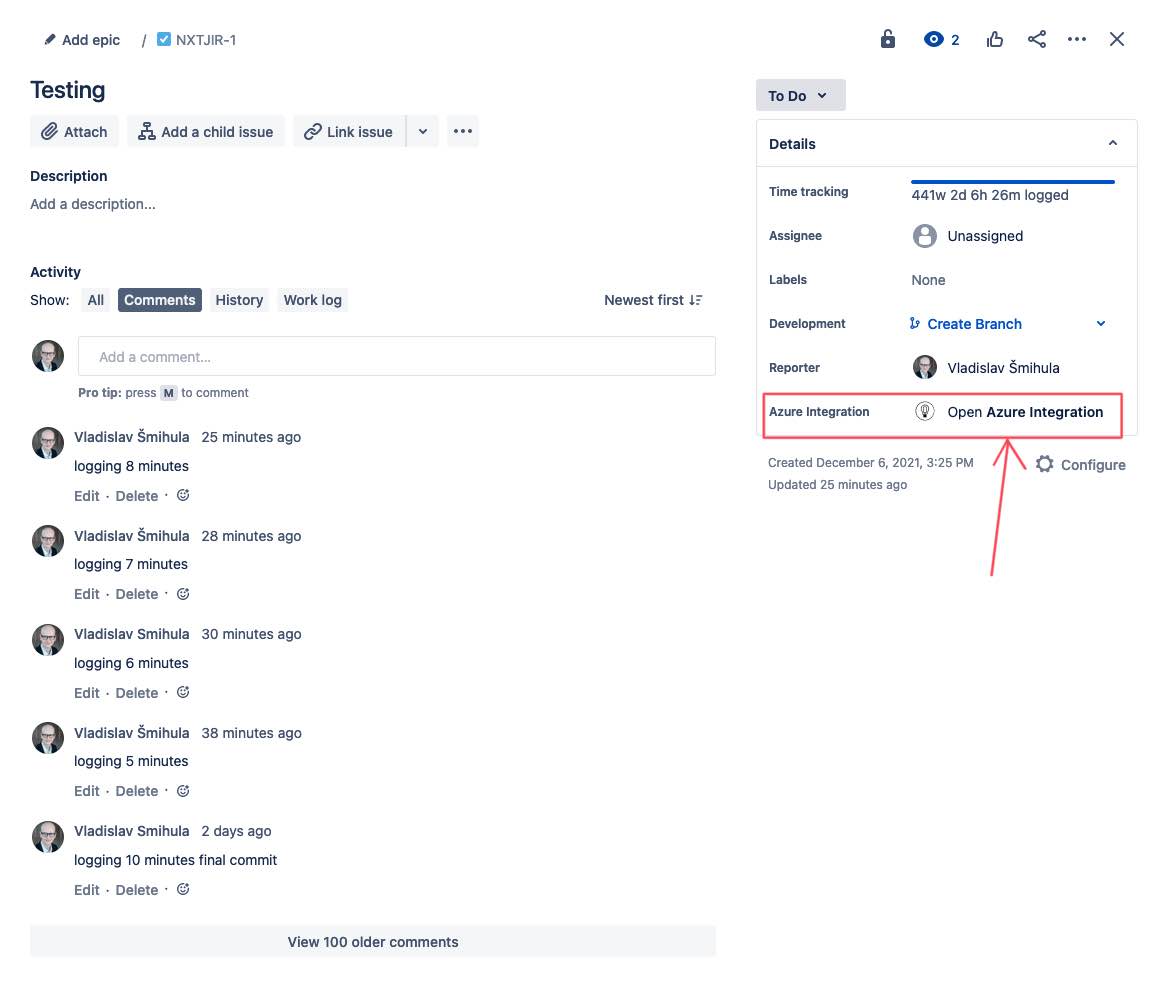 Add epic / NXTJIR-1
2
Testing
Attach
Add a child issue
Link issue
Description
Add a description...
Activity
Show: All Comments History Work log
Newest first
Add a comment...
Pro tip: press M to comment
Vladislav Šmihula 25 minutes ago
logging 8 minutes
Edit · Delete ·
Vladislav Šmihula 28 minutes ago
logging 7 minutes
Edit · Delete ·
Vladislav Smihula 30 minutes ago
logging 6 minutes
Edit · Delete ·
Vladislav Šmihula 38 minutes ago
logging 5 minutes
Edit · Delete ·
Vladislav Smihula 2 days ago
logging 10 minutes final commit
Edit · Delete ·
View 100 older comments
To Do
Details
Time tracking 441w 2d 6h 26m logged
Assignee Unassigned
Labels None
Development Create Branch
Reporter Vladislav Šmihula
Azure Integration Open Azure Integration
Created December 6, 2021, 3:25 PM
Configure
Updated 25 minutes ago